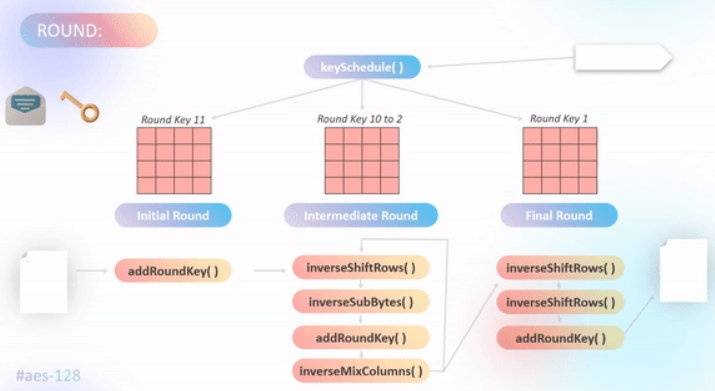 ROUND:
keySchedule( )
Round Key 11
Round Key 10 to 2
Round Key 1
Initial Round
Intermediate Round
Final Round
addRoundKey( )
inverseShiftRows( )
inverseSubBytes( )
addRoundKey( )
inverseMixColumns( )
inverseShiftRows( )
inverseShiftRows( )
addRoundKey( )
#aes-128